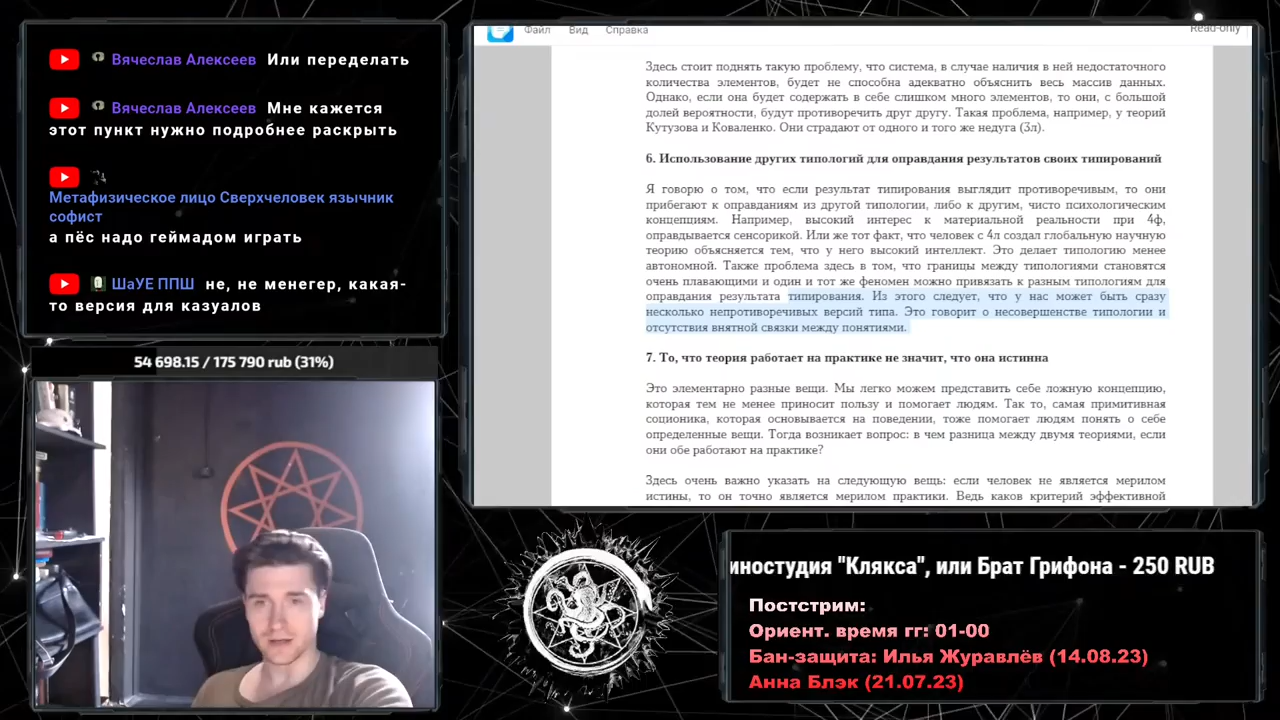 Вячеслав Алексеев Или переделать
Вячеслав Алексеев Мне кажется
этот пункт нужно подробнее раскрыть
Метафизическое лицо Сверхчеловек язычник
софист
а пёс надо геймадом играть
ШаУЕ ППШ не, не менегер, какая-
то версия для казуалов
54 698.15 / 175 790 rub (31%)
Файл Вид Справка
Read-only
Здесь стоит поднять такую проблему, что система, в случае наличия в ней недостаточного
количества элементов, будет не способна адекватно объяснить весь массив данных.
Однако, если она будет содержать в себе слишком много элементов, то они, с большой
долей вероятности, будут противоречить друг другу. Такая проблема, например, у теорий
Кутузова и Коваленко. Они страдают от одного и того же недуга (3л).
6. Использование других типологий для оправдания результатов своих типирований
Я говорю о том, что если результат типирования выглядит противоречивым, то они
прибегают к оправданиям из другой типологии, либо к другим, чисто психологическим
концепциям. Например, высокий интерес к материальной реальности при 4ф,
оправдывается сенсорикой. Или же тот факт, что человек с 4л создал глобальную научную
теорию объясняется тем, что у него высокий интеллект. Это делает типологию менее
автономной. Также проблема здесь в том, что границы между типологиями становятся
очень плавающими и один и тот же феномен можно привязать к разным типологиям для
оправдания результата типирования. Из этого следует, что у нас может быть сразу
несколько непротиворечивых версий типа. Это говорит о несовершенстве типологии и
отсутствия внятной связки между понятиями.
7. То, что теория работает на практике не значит, что она истинна
Это элементарно разные вещи. Мы легко можем представить себе ложную концепцию,
которая тем не менее приносит пользу и помогает людям. Так то, самая примитивная
соционика, которая основывается на поведении, тоже помогает людям понять о себе
определенные вещи. Тогда возникает вопрос: в чем разница между двумя теориями, если
они обе работают на практике?
Здесь очень важно указать на следующую вещь: если человек не является мерилом
истины, то он точно является мерилом практики. Ведь каков критерий эффективной
иностудия "Клякса", или Брат Грифона - 250 RUB
Постстрим:
Ориент. время гг: 01-00
Бан-защита: Илья Журавлёв (14.08.23)
Анна Блэк (21.07.23)